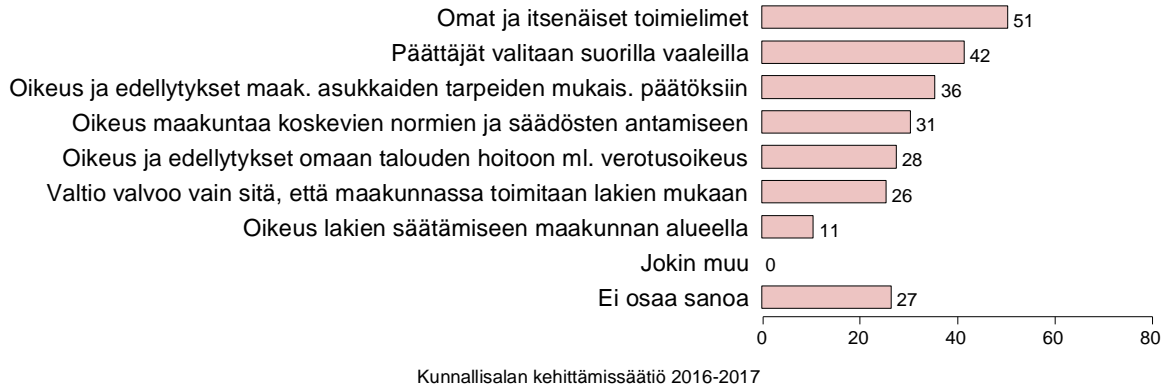 Omat ja itsenäiset toimielimet 51
Päättäjät valitaan suorilla vaaleilla 42
Oikeus ja edellytykset maak. asukkaiden tarpeiden mukais. päätöksiin 36
Oikeus maakuntaa koskevien normien ja säädösten antamiseen 31
Oikeus ja edellytykset omaan talouden hoitoon ml. verotusoikeus 28
Valtio valvoo vain sitä, että maakunnassa toimitaan lakien mukaan 26
Oikeus lakien säätämiseen maakunnan alueella 11
Jokin muu 0
Ei osaa sanoa 27
0 20 40 60 80
Kunnallisalan kehittämissäätiö 2016-2017